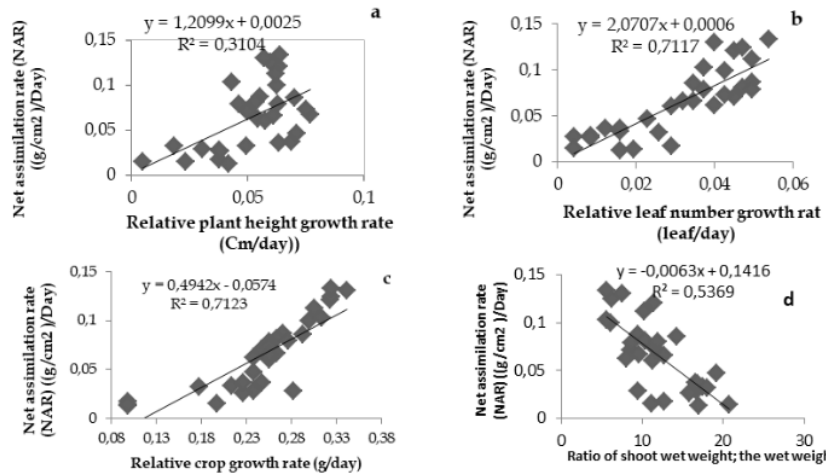 a
y = 1,2099x + 0,0025
R² = 0,3104
Net assimilation rate (NAR)
((g/cm2 )/Day)
0,15
0,1
0,05
0
0
0,05
0,1
Relative plant height growth rate
(Cm/day))
b
y = 2,0707x + 0,0006
R² = 0,7117
Net assimilation rate (NAR)
((g/cm2 )/Day)
0,15
0,1
0,05
0
0
0,02
0,04
0,06
Relative leaf number growth rat
(leaf/day)
c
y = 0,4942x - 0,0574
R² = 0,7123
Net assimilation rate
(NAR) ((g/cm2 )/Day)
0,15
0,1
0,05
0
0,08 0,13 0,18 0,23 0,28 0,33 0,38
Relative crop growth rate (g/day)
y = -0,0063x + 0,1416
R² = 0,5369
d
Net assimilation rate
(NAR) ((g/cm2 )/Day)
0,15
0,1
0,05
0
0 10 20 30
Ratio of shoot wet weight; the wet weigh